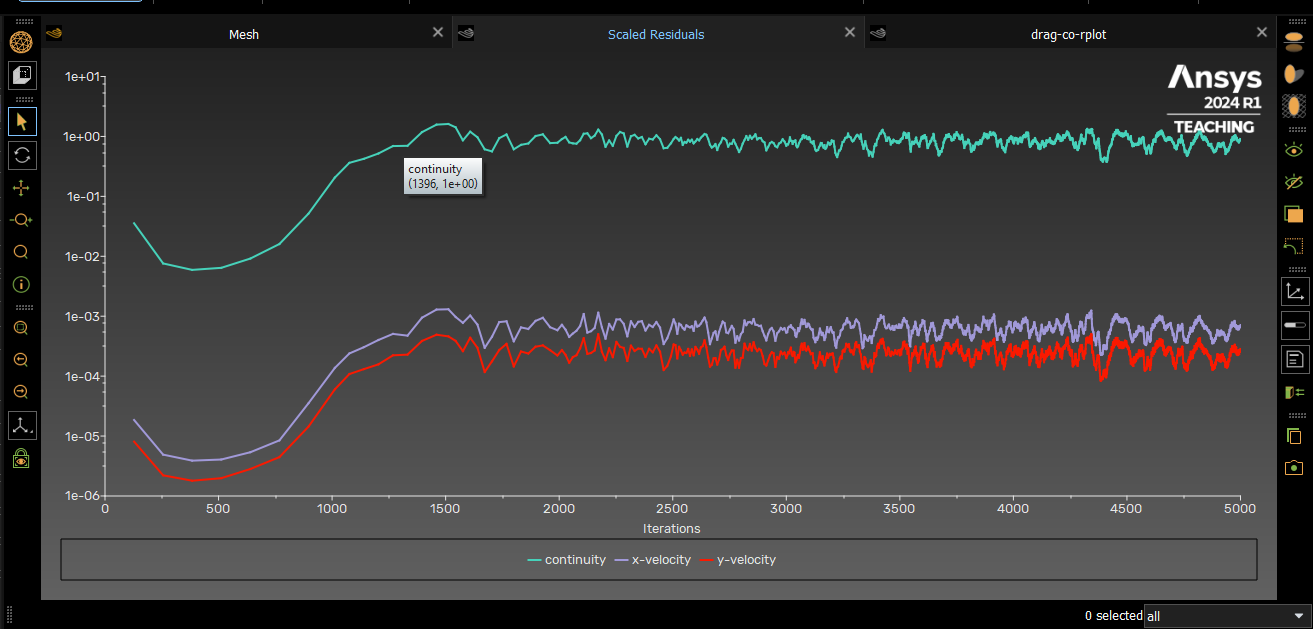 Mesh
Scaled Residuals
drag-co-rplot
Ansys
2024 R1
TEACHING
1e+01
1e+00
1e-01
1e-02
1e-03
1e-04
1e-05
1e-06
continuity
(1396, 1e+00)
0 500 1000 1500 2000 2500 3000 3500 4000 4500 5000
Iterations
continuity x-velocity y-velocity
0 selected all